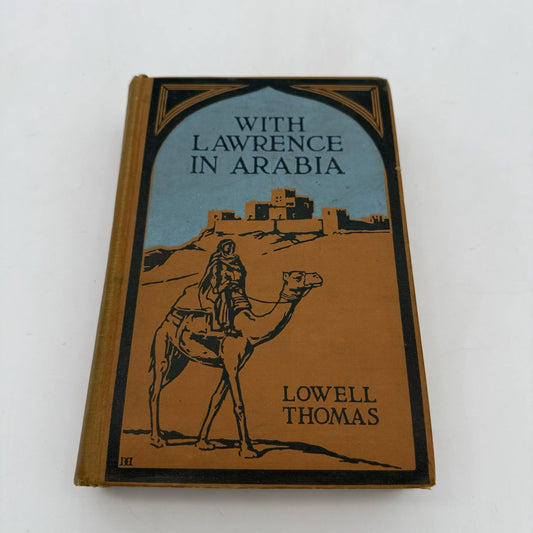 WITH
LAWRENCE
IN ARABIA
LOWELL
THOMAS